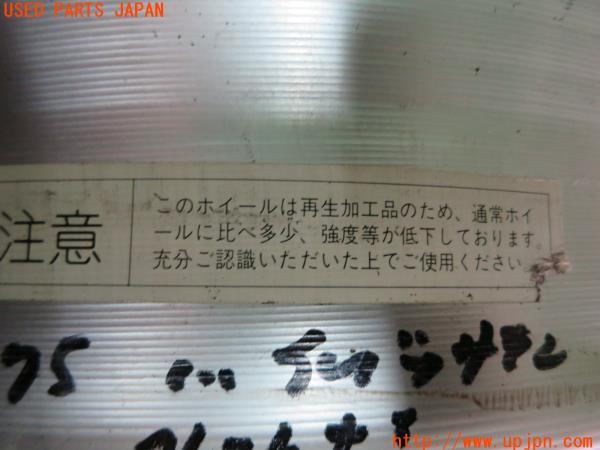 USED PARTS JAPAN
注意
このホイールは再生加工品のため、通常ホイ
ールに比べ多少、強度等が低下しております。
充分ご認識いただいた上でご使用ください
75
http://www.upjpn.com/